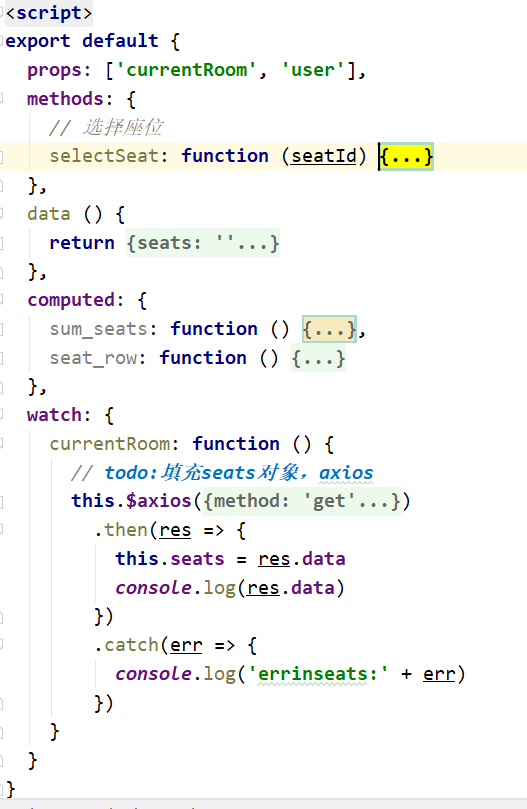 <script>
export default {
props: ['currentRoom', 'user'],
methods: {
// 选择座位
selectSeat: function (seatId) {...}
},
data () {
return {seats: ''...}
},
computed: {
sum_seats: function () {...},
seat_row: function () {...}
},
watch: {
currentRoom: function () {
// todo:填充seats对象，axios
this.$axios({method: 'get'...})
.then(res => {
this.seats = res.data
console.log(res.data)
})
.catch(err => {
console.log('errinseats:' + err)
})
}
}
}